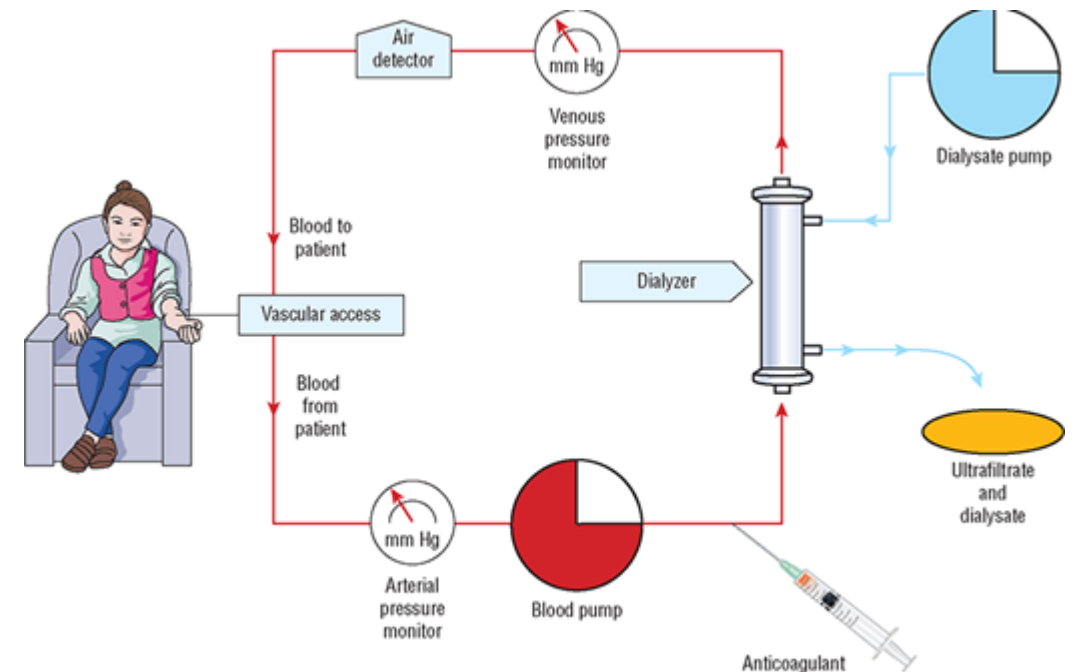 Air
detector
mm Hg
Venous
pressure
monitor
Dialysate pump
Blood to
patient
Dialyzer
Vascular access
Blood
from
patient
Ultrafiltrate
and
dialysate
mm Hg
Arterial
pressure
monitor
Blood pump
Anticoagulant